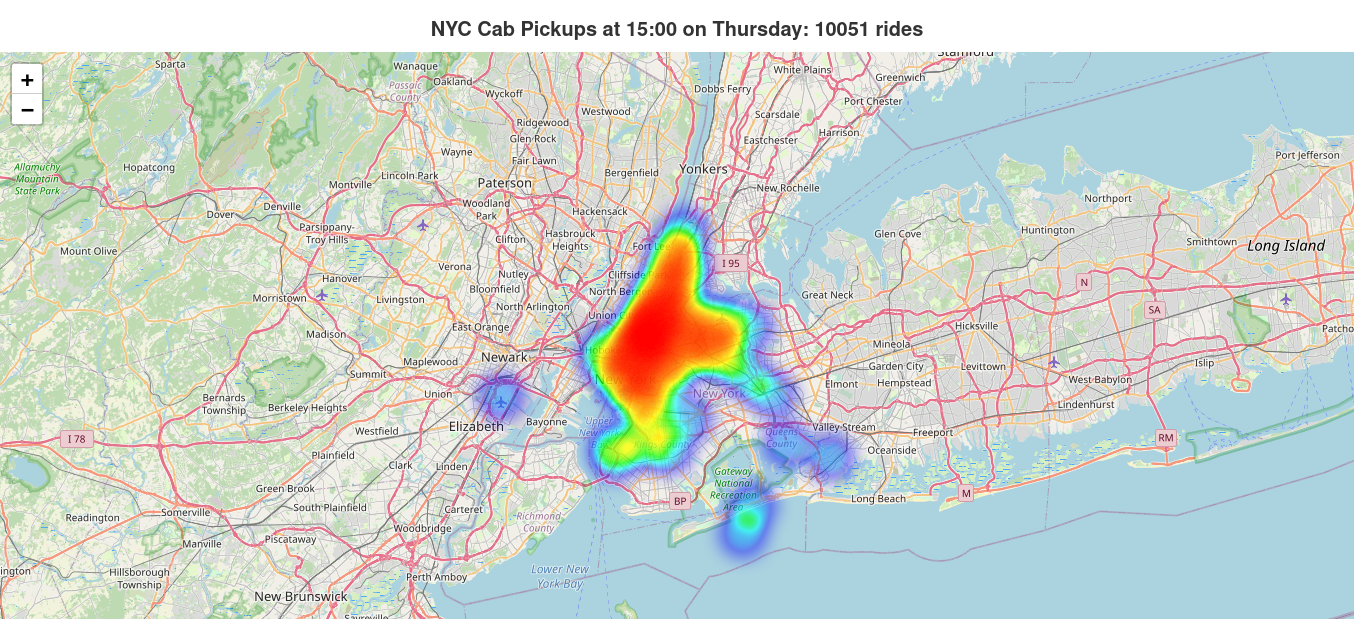 NYC Cab Pickups at 15:00 on Thursday: 10051 rides
Stamford
+
−
Sparta
Wanaque
Oakland
Passaic
County
Wyckoff
Dobbs Ferry
White Plains
Greenwich
Port Chester
Westwood
Ridgewood
Glen Rock
Scarsdale
Harrison
Eastchester
Hopatcong
Allamuchy
Mountain
State Park
Wayne
Fair Lawn
Lincoln Park
Montville
Paterson
Bergenfield
Yonkers
New Rochelle
Port Jefferson
Northport
Dover
Denville
Woodland
Park
Hackensack
Parsippany-
Troy Hills
Clifton
Hasbrouck
Heights
Fort Lee
Glen Cove
Huntington
Smithtown
Long Island
Mount Olive
I 95
Verona
Nutley
Bloomfield
Cliffside Park
North Bergen
Hanover
Livingston
North Arlington
Great Neck
N
SA
Morristown
Union City
East Orange
Hicksville
Patcho
Madison
Mineola
Newark
Hoboken
Maplewood
Summit
Garden City
Levittown
Islip
New York
Elmont
Hempstead
West Babylon
Union
New York
Bernards
Township
Berkeley Heights
Lindenhurst
Elizabeth
Bayonne
Upper
New
Kings County
Queens
County
Valley Stream
Freeport
Westfield
I 78
RM
Plainfield
Clark
Linden
Oceanside
Gateway
National
Recreation
Area
Green Brook
BP
Long Beach
M
South Plainfield
Carteret
Somerville
Readington
Richmond
County
Woodbridge
Manville
Piscataway
ington
Hillsborough
Township
Perth Amboy
Lower New
York Bay
New Brunswick
Sayreville